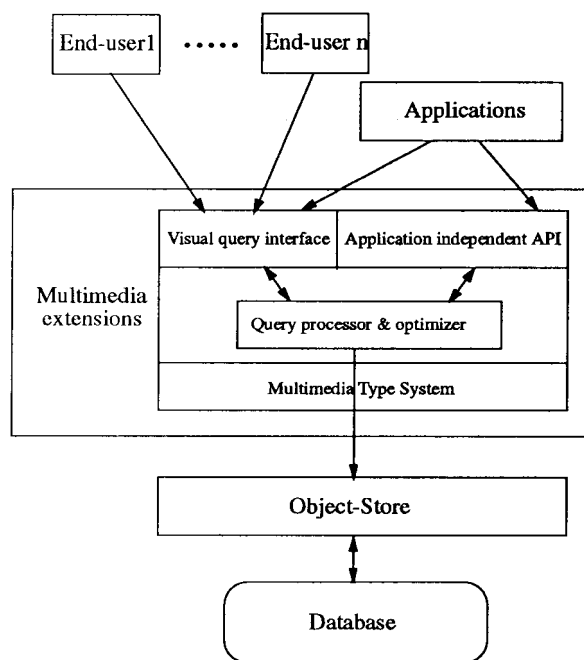 End-user1 ..... End-user n
Applications
Visual query interface
Application independent API
Multimedia
extensions
Query processor & optimizer
Multimedia Type System
Object-Store
Database